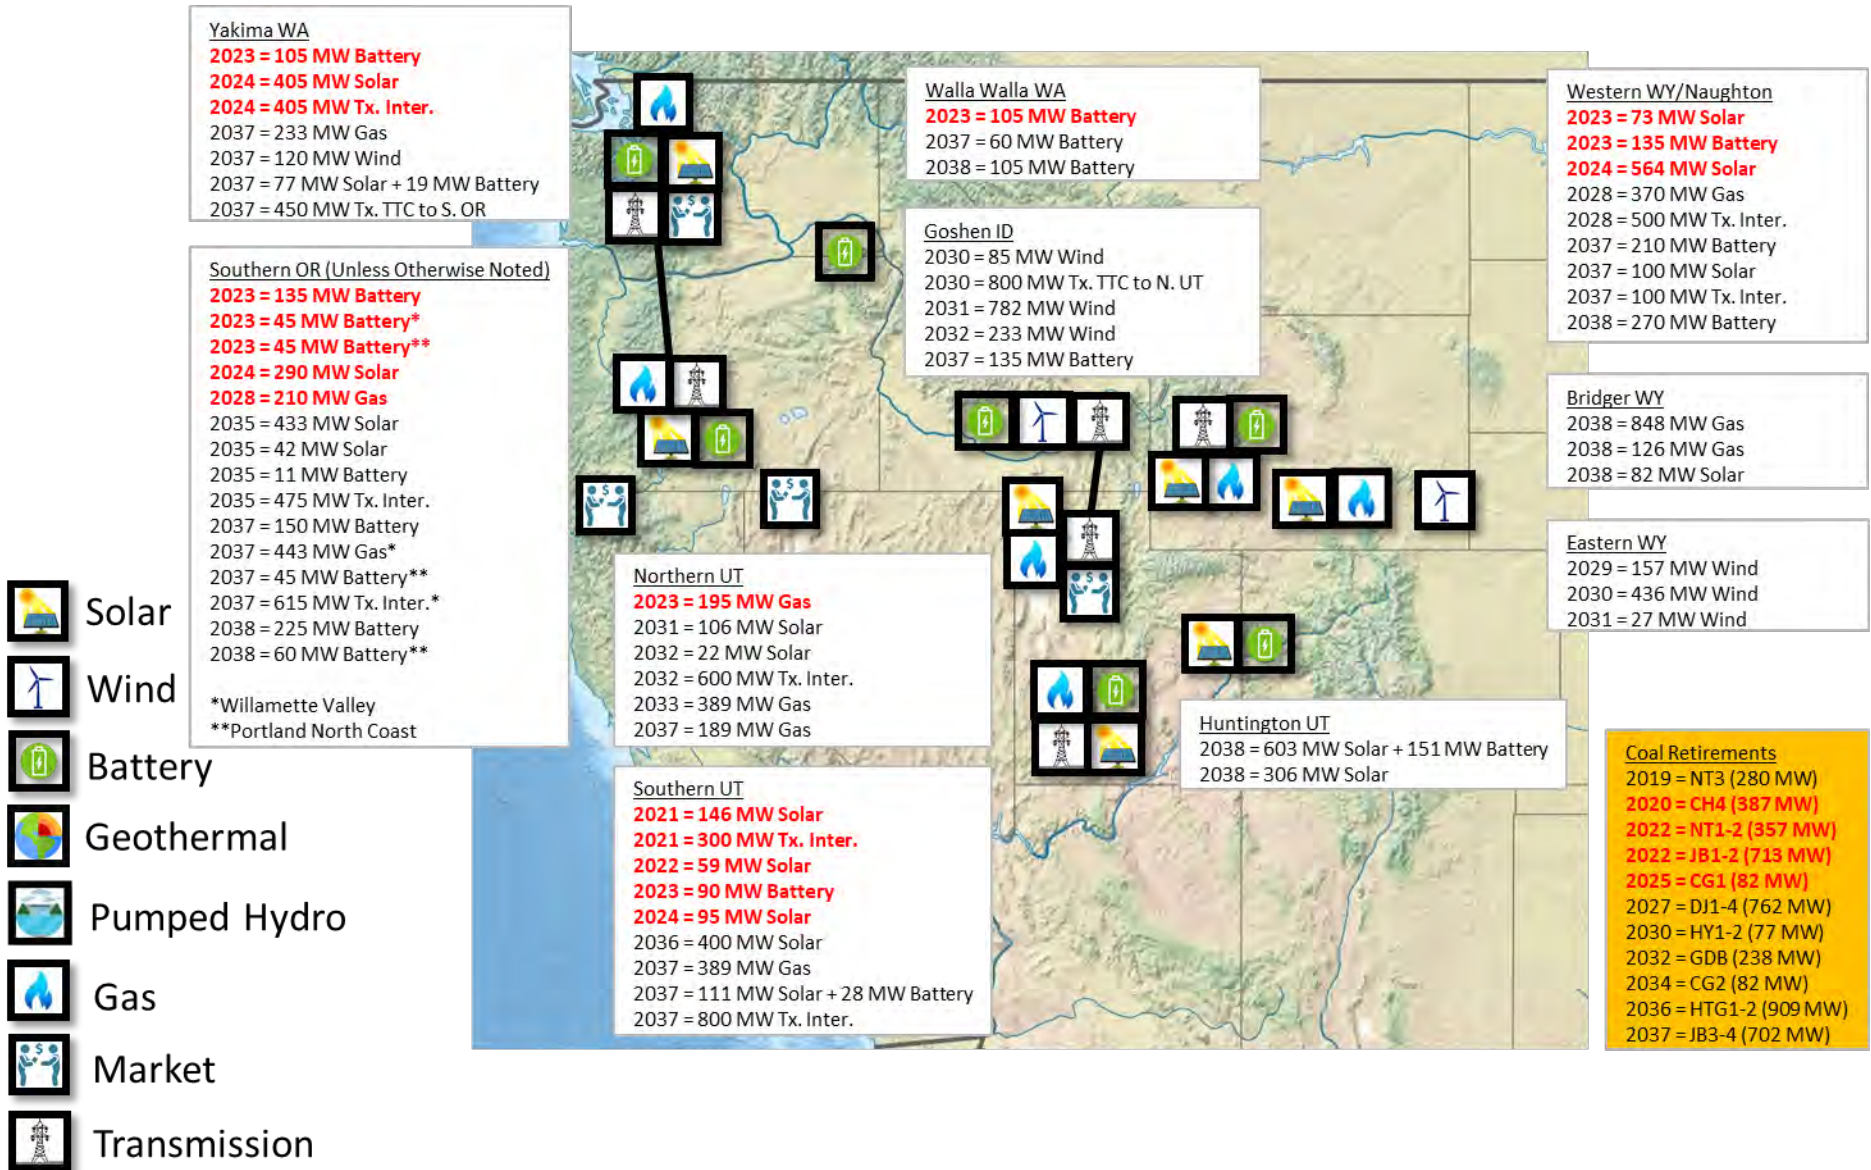 Yakima WA
2023 = 105 MW Battery
2024 = 405 MW Solar
2024 = 405 MW Tx. Inter.
2037 = 233 MW Gas
2037 = 120 MW Wind
2037 = 77 MW Solar + 19 MW Battery
2037 = 450 MW Tx. TTC to S. OR
Southern OR (Unless Otherwise Noted)
2023 = 135 MW Battery
2023 = 45 MW Battery*
2023 = 45 MW Battery**
2024 = 290 MW Solar
2028 = 210 MW Gas
2035 = 433 MW Solar
2035 = 42 MW Solar
2035 = 11 MW Battery
2035 = 475 MW Tx. Inter.
2037 = 150 MW Battery
2037 = 443 MW Gas*
2037 = 45 MW Battery**
2037 = 615 MW Tx. Inter.*
2038 = 225 MW Battery
2038 = 60 MW Battery**
*Willamette Valley
**Portland North Coast
Walla Walla WA
2023 = 105 MW Battery
2037 = 60 MW Battery
2038 = 105 MW Battery
Goshen ID
2030 = 85 MW Wind
2030 = 800 MW Tx. TTC to N. UT
2031 = 782 MW Wind
2032 = 233 MW Wind
2037 = 135 MW Battery
Western WY/Naughton
2023 = 73 MW Solar
2023 = 135 MW Battery
2024 = 564 MW Solar
2028 = 370 MW Gas
2028 = 500 MW Tx. Inter.
2037 = 210 MW Battery
2037 = 100 MW Solar
2037 = 100 MW Tx. Inter.
2038 = 270 MW Battery
Bridger WY
2038 = 848 MW Gas
2038 = 126 MW Gas
2038 = 82 MW Solar
Eastern WY
2029 = 157 MW Wind
2030 = 436 MW Wind
2031 = 27 MW Wind
Northern UT
2023 = 195 MW Gas
2031 = 106 MW Solar
2032 = 22 MW Solar
2032 = 600 MW Tx. Inter.
2033 = 389 MW Gas
2037 = 189 MW Gas
Southern UT
2021 = 146 MW Solar
2021 = 300 MW Tx. Inter.
2022 = 59 MW Solar
2023 = 90 MW Battery
2024 = 95 MW Solar
2036 = 400 MW Solar
2037 = 389 MW Gas
2037 = 111 MW Solar + 28 MW Battery
2037 = 800 MW Tx. Inter.
Huntington UT
2038 = 603 MW Solar + 151 MW Battery
2038 = 306 MW Solar
Coal Retirements
2019 = NT3 (280 MW)
2020 = CH4 (387 MW)
2022 = NT1-2 (357 MW)
2022 = JB1-2 (713 MW)
2025 = CG1 (82 MW)
2027 = DJ1-4 (762 MW)
2030 = HY1-2 (77 MW)
2032 = GDB (238 MW)
2034 = CG2 (82 MW)
2036 = HTG1-2 (909 MW)
2037 = JB3-4 (702 MW)
Solar
Wind
Battery
Geothermal
Pumped Hydro
Gas
Market
Transmission